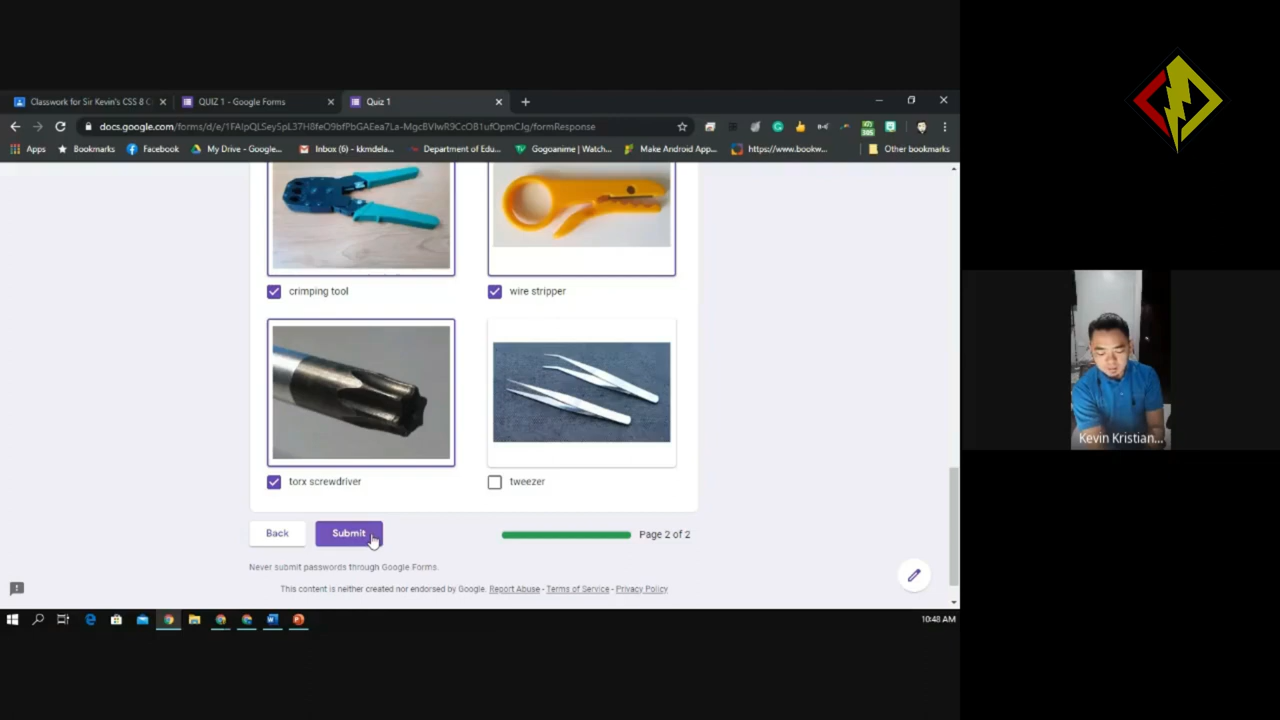 Classwork for Sir Kevin's CSS 8 C
QUIZ 1 - Google Forms
Quiz 1
docs.google.com/forms/d/e/1FAIpQLSeySpL37H8feO9bfPbGAEea7La-MgcBVIwR9CcOB1ufOpmCJg/formResponse
Apps
Bookmarks
Facebook
My Drive - Google...
Inbox (6) - kkmdela...
Department of Edu...
Gogoanime | Watch...
Make Android App...
https://www.bookw...
Other bookmarks
crimping tool
wire stripper
torx screwdriver
tweezer
Back
Submit
Page 2 of 2
Never submit passwords through Google Forms.
This content is neither created nor endorsed by Google. Report Abuse - Terms of Service - Privacy Policy
10:48 AM
Kevin Kristian...